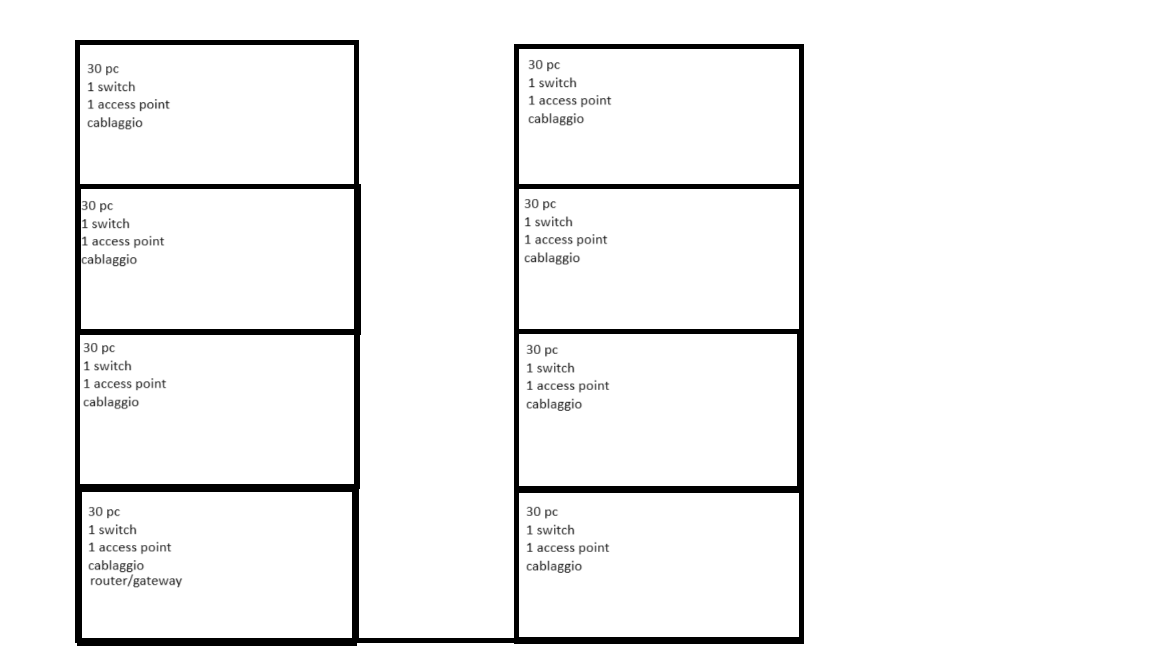 30 pc
1 switch
1 access point
cablaggio
30 pc
1 switch
1 access point
cablaggio
30 pc
1 switch
1 access point
cablaggio
30 pc
1 switch
1 access point
cablaggio
router/gateway
30 pc
1 switch
1 access point
cablaggio
30 pc
1 switch
1 access point
cablaggio
30 pc
1 switch
1 access point
cablaggio
30 pc
1 switch
1 access point
cablaggio